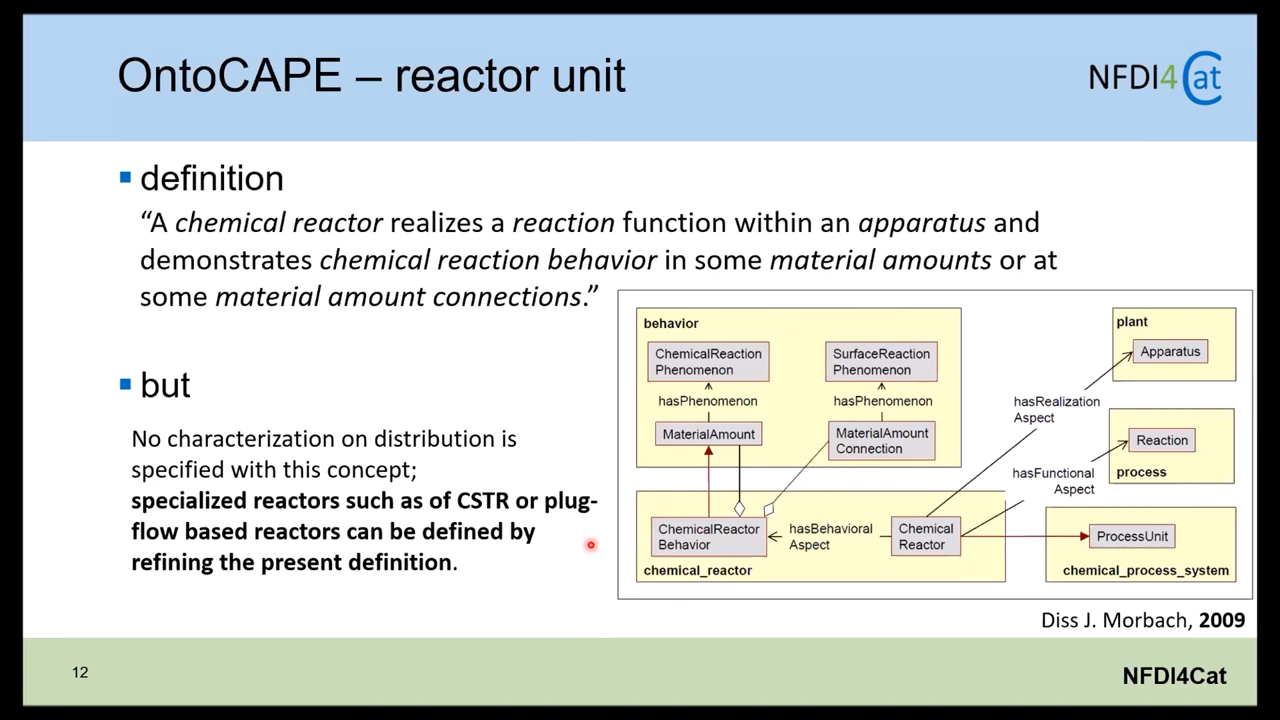 OntoCAPE – reactor unit
NFDI4Cat
definition
“A chemical reactor realizes a reaction function within an apparatus and
demonstrates chemical reaction behavior in some material amounts or at
some material amount connections.”
but
No characterization on distribution is
specified with this concept;
specialized reactors such as of CSTR or plug-
flow based reactors can be defined by
refining the present definition.
behavior
ChemicalReaction
Phenomenon
SurfaceReaction
Phenomenon
hasPhenomenon
hasPhenomenon
MaterialAmount
MaterialAmount
Connection
plant
Apparatus
hasRealization
Aspect
Reaction
process
hasFunctional
Aspect
ChemicalReactor
Behavior
hasBehavioral
Aspect
Chemical
Reactor
chemical_reactor
ProcessUnit
chemical_process_system
Diss J. Morbach, 2009
12
NFDI4Cat